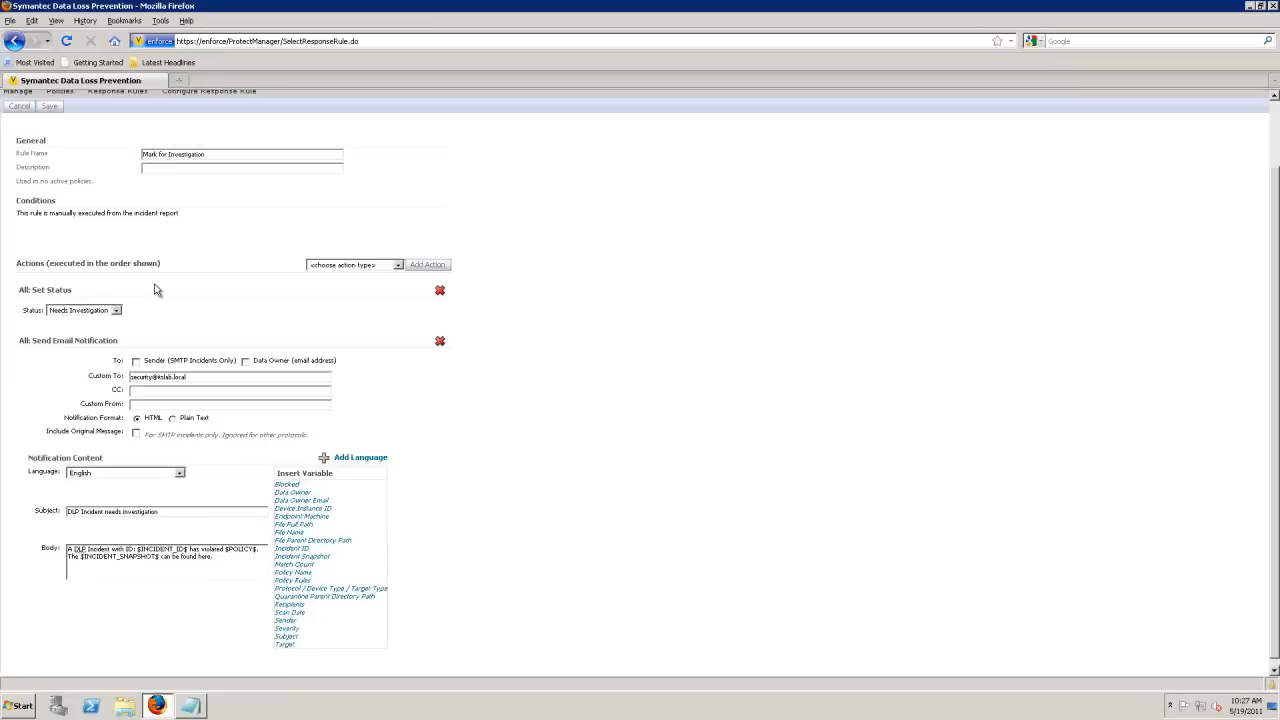 Symantec Data Loss Prevention - Mozilla Firefox
File Edit View History Bookmarks Tools Help
enforce https://enforce/ProtectManager/SelectResponseRule.do
Google
Most Visited Getting Started Latest Headlines
Symantec Data Loss Prevention
Manage Policies Response Rules Configure Response Rule
Cancel Save
General
Rule Name Mark for Investigation
Description
Used in no active policies.
Conditions
This rule is manually executed from the incident report
Actions (executed in the order shown) <choose action type> Add Action
All: Set Status
Status: Needs Investigation
All: Send Email Notification
To: Sender (SMTP Incidents Only) Data Owner (email address)
Custom To: security@itslab.local
CC:
Custom From:
Notification Format: HTML Plain Text
Include Original Message: For SMTP incidents only. Ignored for other protocols.
Notification Content Add Language
Language: English
Insert Variable
Subject: DLP Incident needs investigation
Body: A DLP Incident with ID: $INCIDENT_ID$ has violated $POLICY$.
The $INCIDENT_SNAPSHOT$ can be found here.
Blocked
Data Owner
Data Owner Email
Device Instance ID
Endpoint Machine
File Full Path
File Name
File Parent Directory Path
Incident ID
Incident Snapshot
Match Count
Policy Name
Policy Rules
Protocol / Device Type / Target Type
Quarantine Parent Directory Path
Recipients
Scan Date
Sender
Severity
Subject
Target
Start
10:27 AM
5/19/2011